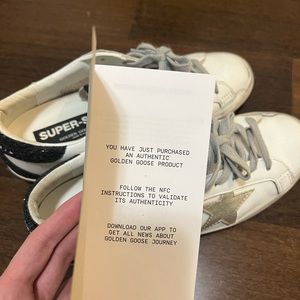 SUPER-S
YOU HAVE JUST PURCHASED
AN AUTHENTIC
GOLDEN GOOSE PRODUCT
FOLLOW THE NFC
INSTRUCTIONS TO VALIDATE
ITS AUTHENTICITY
DOWNLOAD OUR APP TO
GET ALL NEWS ABOUT
GOLDEN GOOSE JOURNEY